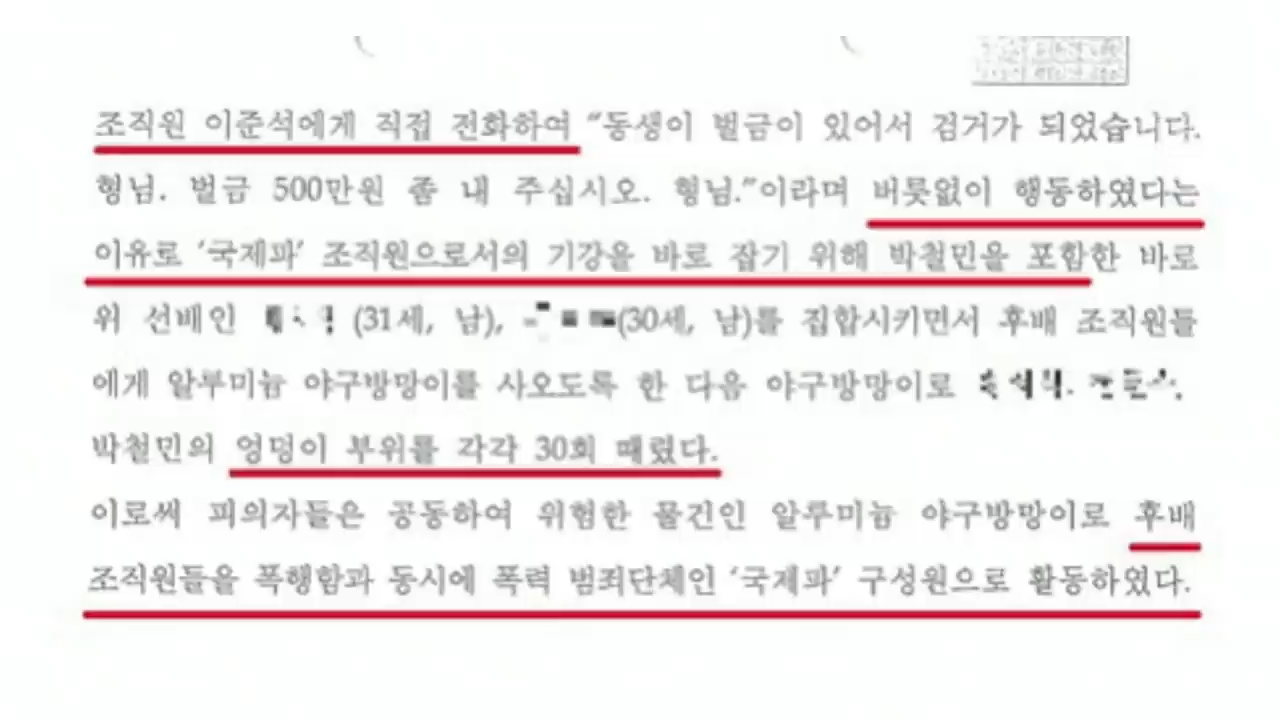 조직원 이준석에게 직접 전화하여 “동생이 벌금이 있어서 검거가 되었습니다.
형님. 벌금 500만원 좀 내 주십시오. 형님.”이라며 버릇없이 행동하였다는
이유로 ‘국제파’ 조직원으로서의 기강을 바로 잡기 위해 박철민을 포함한 바로
위 선배인 (31세, 남), (30세, 남)를 집합시키면서 후배 조직원들
에게 알루미늄 야구방망이를 사오도록 한 다음 야구방망이로
박철민의 엉덩이 부위를 각각 30회 때렸다.
이로써 피의자들은 공동하여 위험한 물건인 알루미늄 야구방망이로 후배
조직원들을 폭행함과 동시에 폭력 범죄단체인 ‘국제파’ 구성원으로 활동하였다.